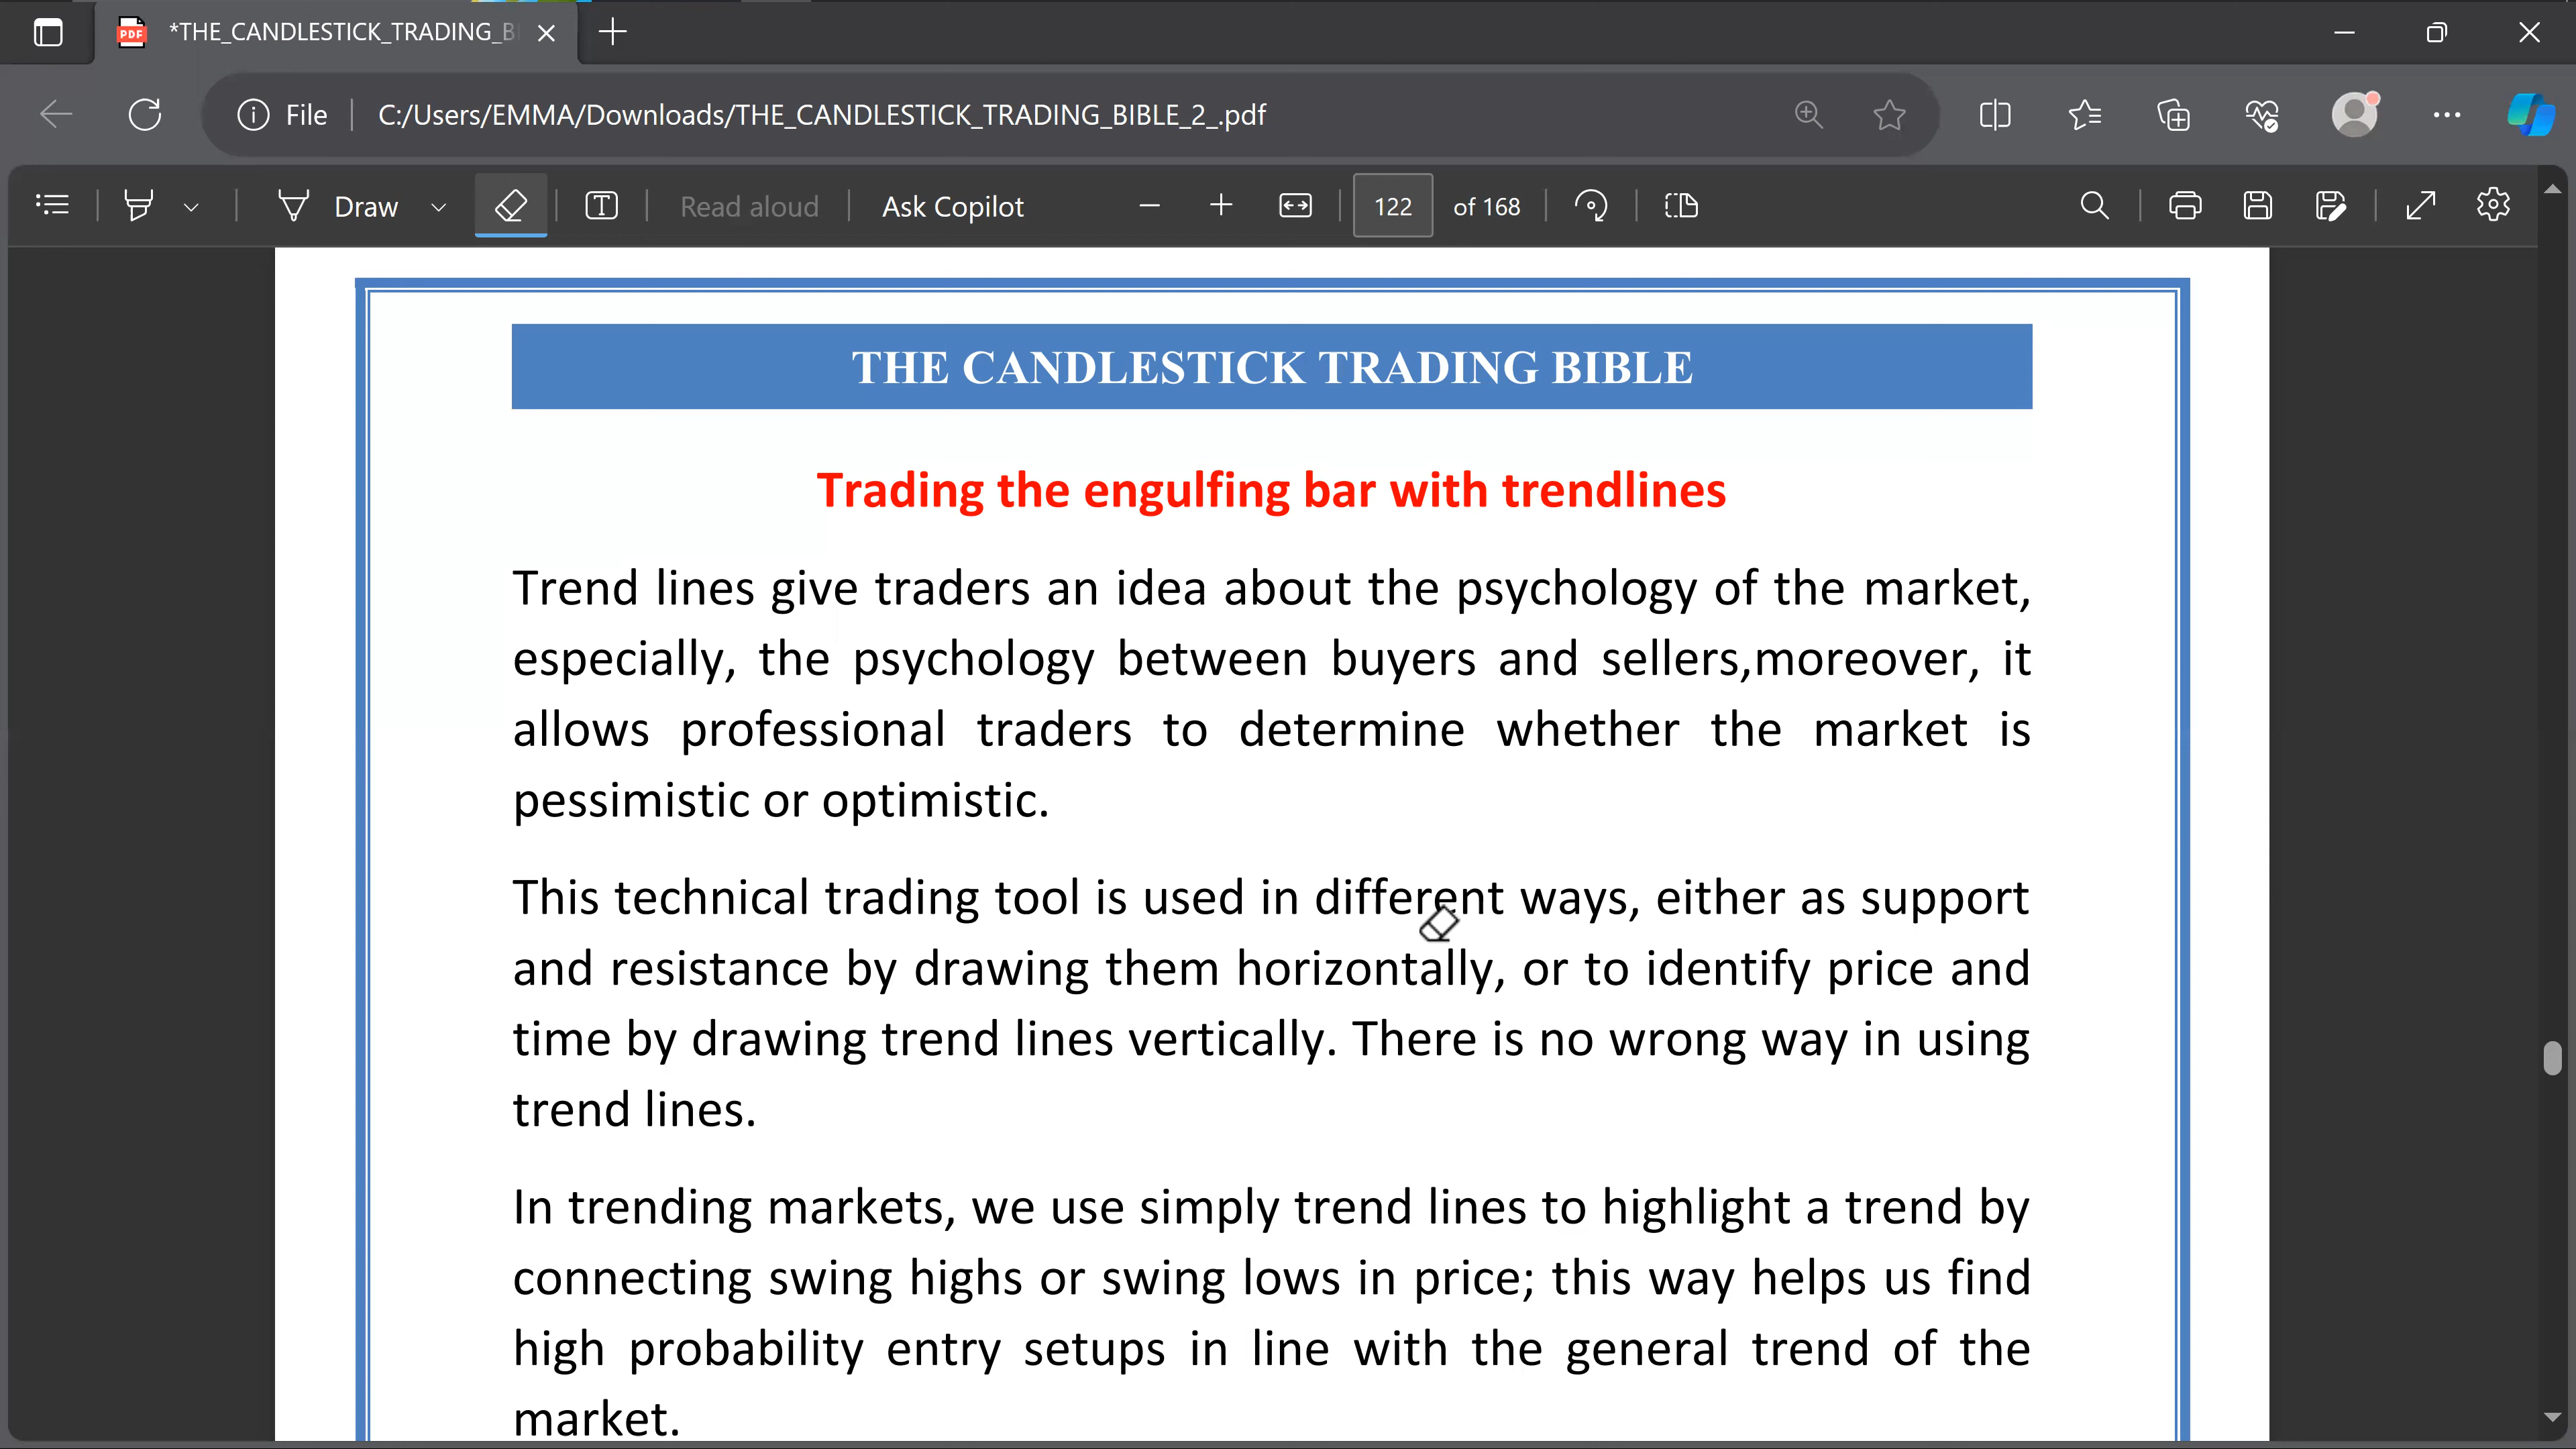 *THE_CANDLESTICK_TRADING_B
File
C:/Users/EMMA/Downloads/THE_CANDLESTICK_TRADING_BIBLE_2_.pdf
Draw
Read aloud
Ask Copilot
122 of 168
THE CANDLESTICK TRADING BIBLE
Trading the engulfing bar with trendlines
Trend lines give traders an idea about the psychology of the market,
especially, the psychology between buyers and sellers,moreover, it
allows professional traders to determine whether the market is
pessimistic or optimistic.
This technical trading tool is used in different ways, either as support
and resistance by drawing them horizontally, or to identify price and
time by drawing trend lines vertically. There is no wrong way in using
trend lines.
In trending markets, we use simply trend lines to highlight a trend by
connecting swing highs or swing lows in price; this way helps us find
high probability entry setups in line with the general trend of the
market.